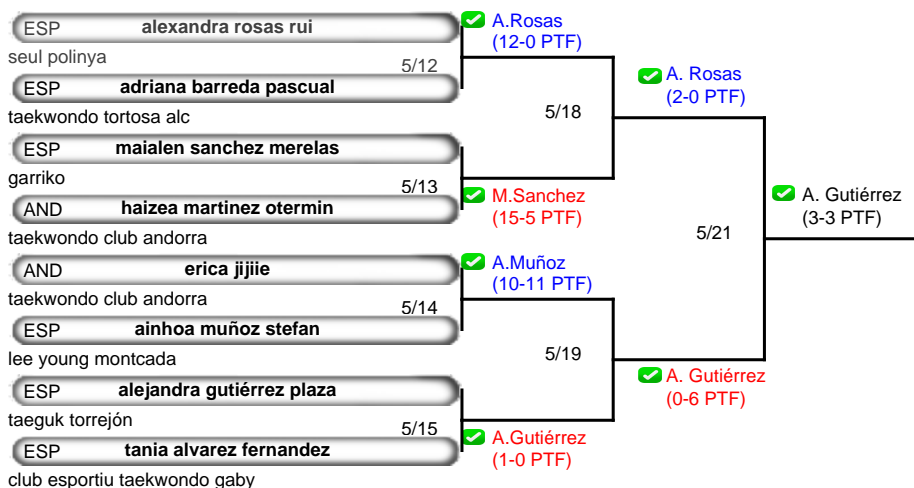 ESP alexandra rosas rui
seul polinya
5/12
ESP adriana barreda pascual
taekwondo tortosa alc
A.Rosas
(12-0 PTF)
ESP maialen sanchez merelas
garriko
5/13
AND haizea martinez otermin
taekwondo club andorra
M.Sanchez
(15-5 PTF)
5/18
A. Rosas
(2-0 PTF)
AND erica jijiie
taekwondo club andorra
5/14
ESP ainhoa muñoz stefan
lee young montcada
A.Muñoz
(10-11 PTF)
ESP alejandra gutiérrez plaza
taeguk torrejón
5/15
ESP tania alvarez fernandez
club esportiu taekwondo gaby
A.Gutiérrez
(1-0 PTF)
5/19
A. Gutiérrez
(0-6 PTF)
5/21
A. Gutiérrez
(3-3 PTF)